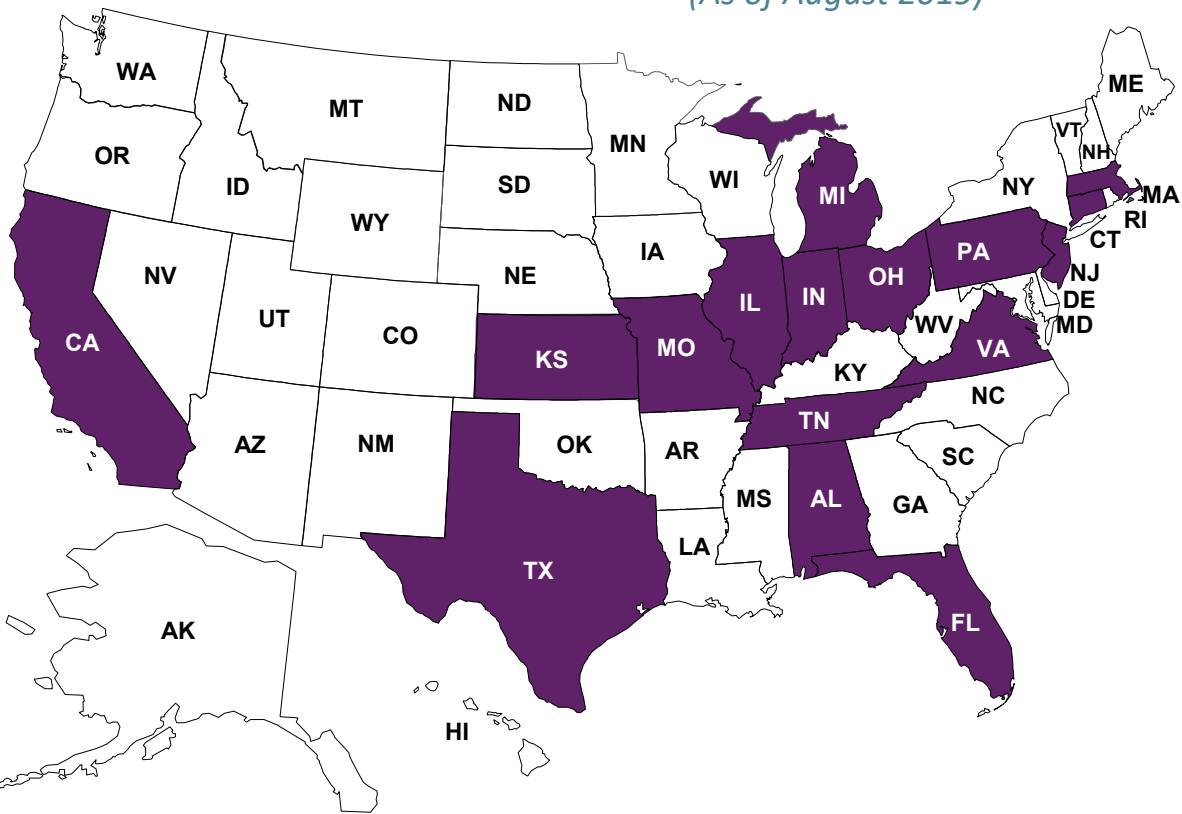 (As of August 2019)
WA
MT
ND
MN
ME
VT
NH
OR
ID
SD
WI
MI
NY
MA
RI
WY
CT
IA
PA
NV
NE
NJ
OH
IL
IN
DE
UT
CO
MD
WV
CA
KS
MO
VA
KY
NC
TN
AZ
NM
OK
AR
SC
MS
AL
GA
LA
TX
FL
AK
HI